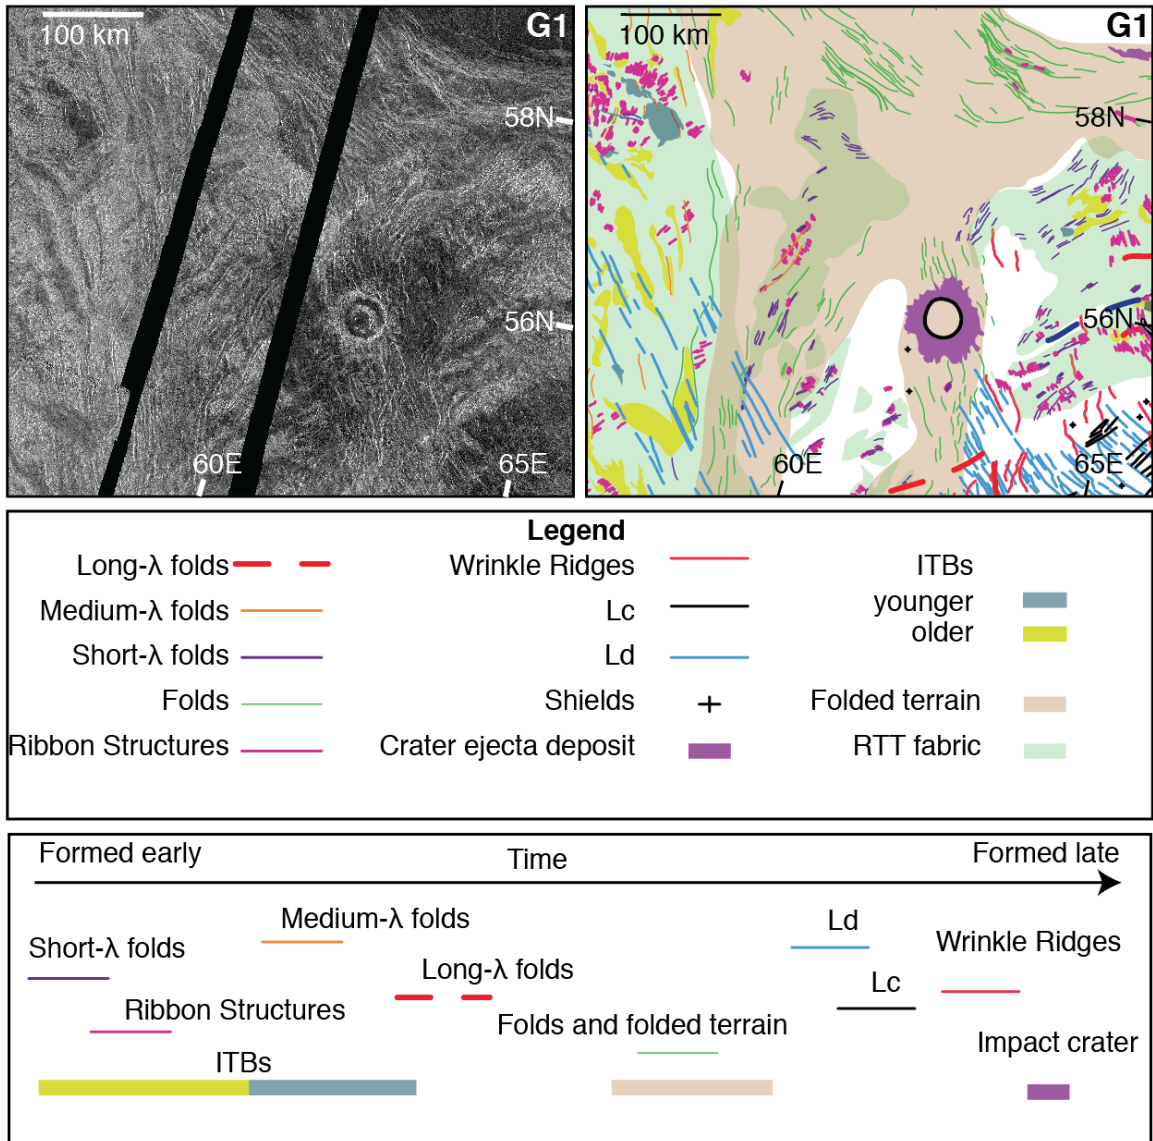 100 km
G1
58N
56N
60E
65E
100 km
G1
58N
56N
60E
65E
Legend
Long-λ folds
Medium-λ folds
Short-λ folds
Folds
Ribbon Structures
Wrinkle Ridges
Lc
Ld
Shields
Crater ejecta deposit
ITBs
younger
older
Folded terrain
RTT fabric
Formed early
Time
Formed late
Medium-λ folds
Short-λ folds
Long-λ folds
Ribbon Structures
ITBs
Folds and folded terrain
Ld
Lc
Wrinkle Ridges
Impact crater